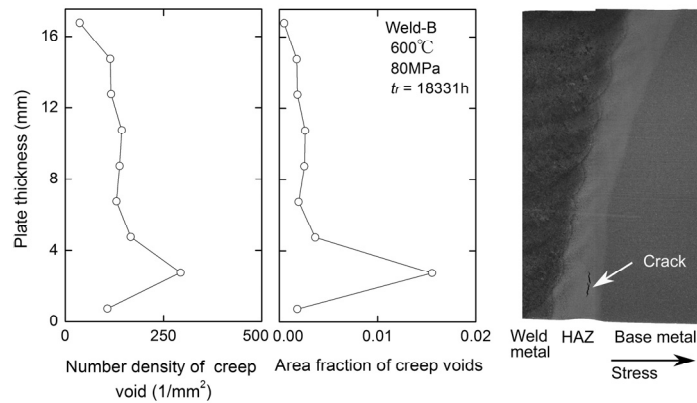 Plate thickness (mm)
16
12
8
4
0
0
250
500
Number density of creep
void (1/mm²)
Weld-B
600℃
80MPa
tr = 18331h
0.00
0.01
0.02
Area fraction of creep voids
Crack
Weld
metal
HAZ
Base metal
Stress